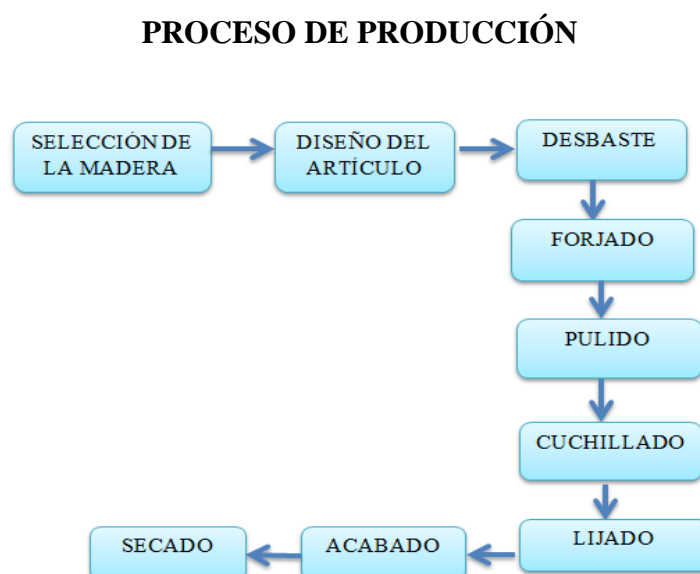 PROCESO DE PRODUCCIÓN
SELECCIÓN DE
LA MADERA
DISEÑO DEL
ARTÍCULO
DESBASTE
FORJADO
PULIDO
CUCHILLADO
LIJADO
ACABADO
SECADO